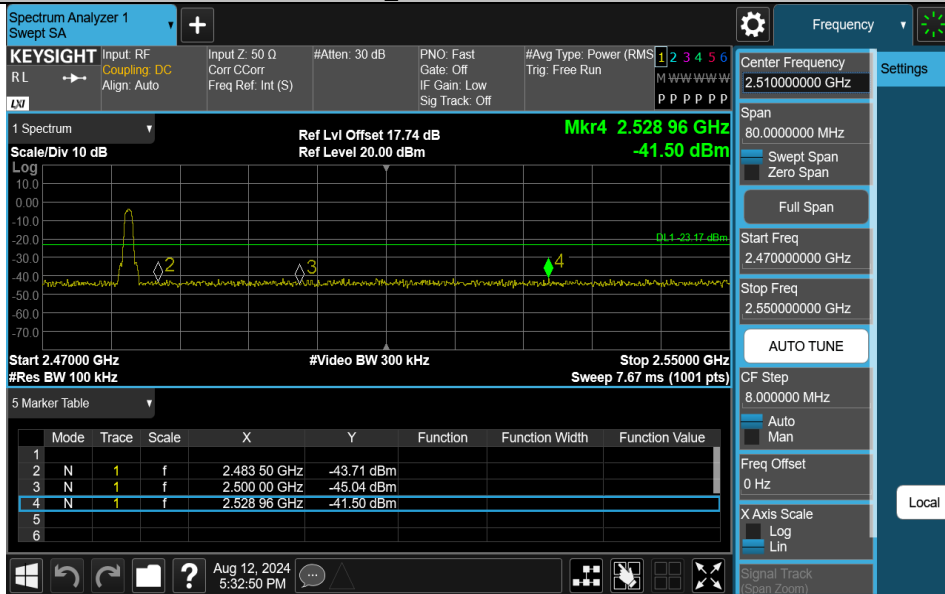 Spectrum Analyzer 1
Swept SA
+
Frequency
KEYSIGHT
RL
LXI
Input: RF
Coupling: DC
Align: Auto
Input Z: 50 Ω
Corr CCorr
Freq Ref: Int (S)
#Atten: 30 dB
PNO: Fast
Gate: Off
IF Gain: Low
Sig Track: Off
#Avg Type: Power (RMS
Trig: Free Run
1 2 3 4 5 6
M W W W W W
P P P P P P
1 Spectrum
Scale/Div 10 dB
Ref Lvl Offset 17.74 dB
Ref Level 20.00 dBm
Mkr4 2.528 96 GHz
-41.50 dBm
Log
10.0
0.00
-10.0
-20.0
-30.0
-40.0
-50.0
-60.0
-70.0
DL1 -23.17 dBm
2
3
4
Start 2.47000 GHz
#Res BW 100 kHz
#Video BW 300 kHz
Stop 2.55000 GHz
Sweep 7.67 ms (1001 pts)
5 Marker Table
Mode Trace Scale X Y Function Function Width Function Value
1
2 N 1 f 2.483 50 GHz -43.71 dBm
3 N 1 f 2.500 00 GHz -45.04 dBm
4 N 1 f 2.528 96 GHz -41.50 dBm
5
6
?
Aug 12, 2024
5:32:50 PM
Center Frequency
2.510000000 GHz
Span
80.0000000 MHz
Swept Span
Zero Span
Full Span
Start Freq
2.470000000 GHz
Stop Freq
2.550000000 GHz
AUTO TUNE
CF Step
8.000000 MHz
Auto
Man
Freq Offset
0 Hz
X Axis Scale
Log
Lin
Signal Track
(Span Zoom)
Settings
Local